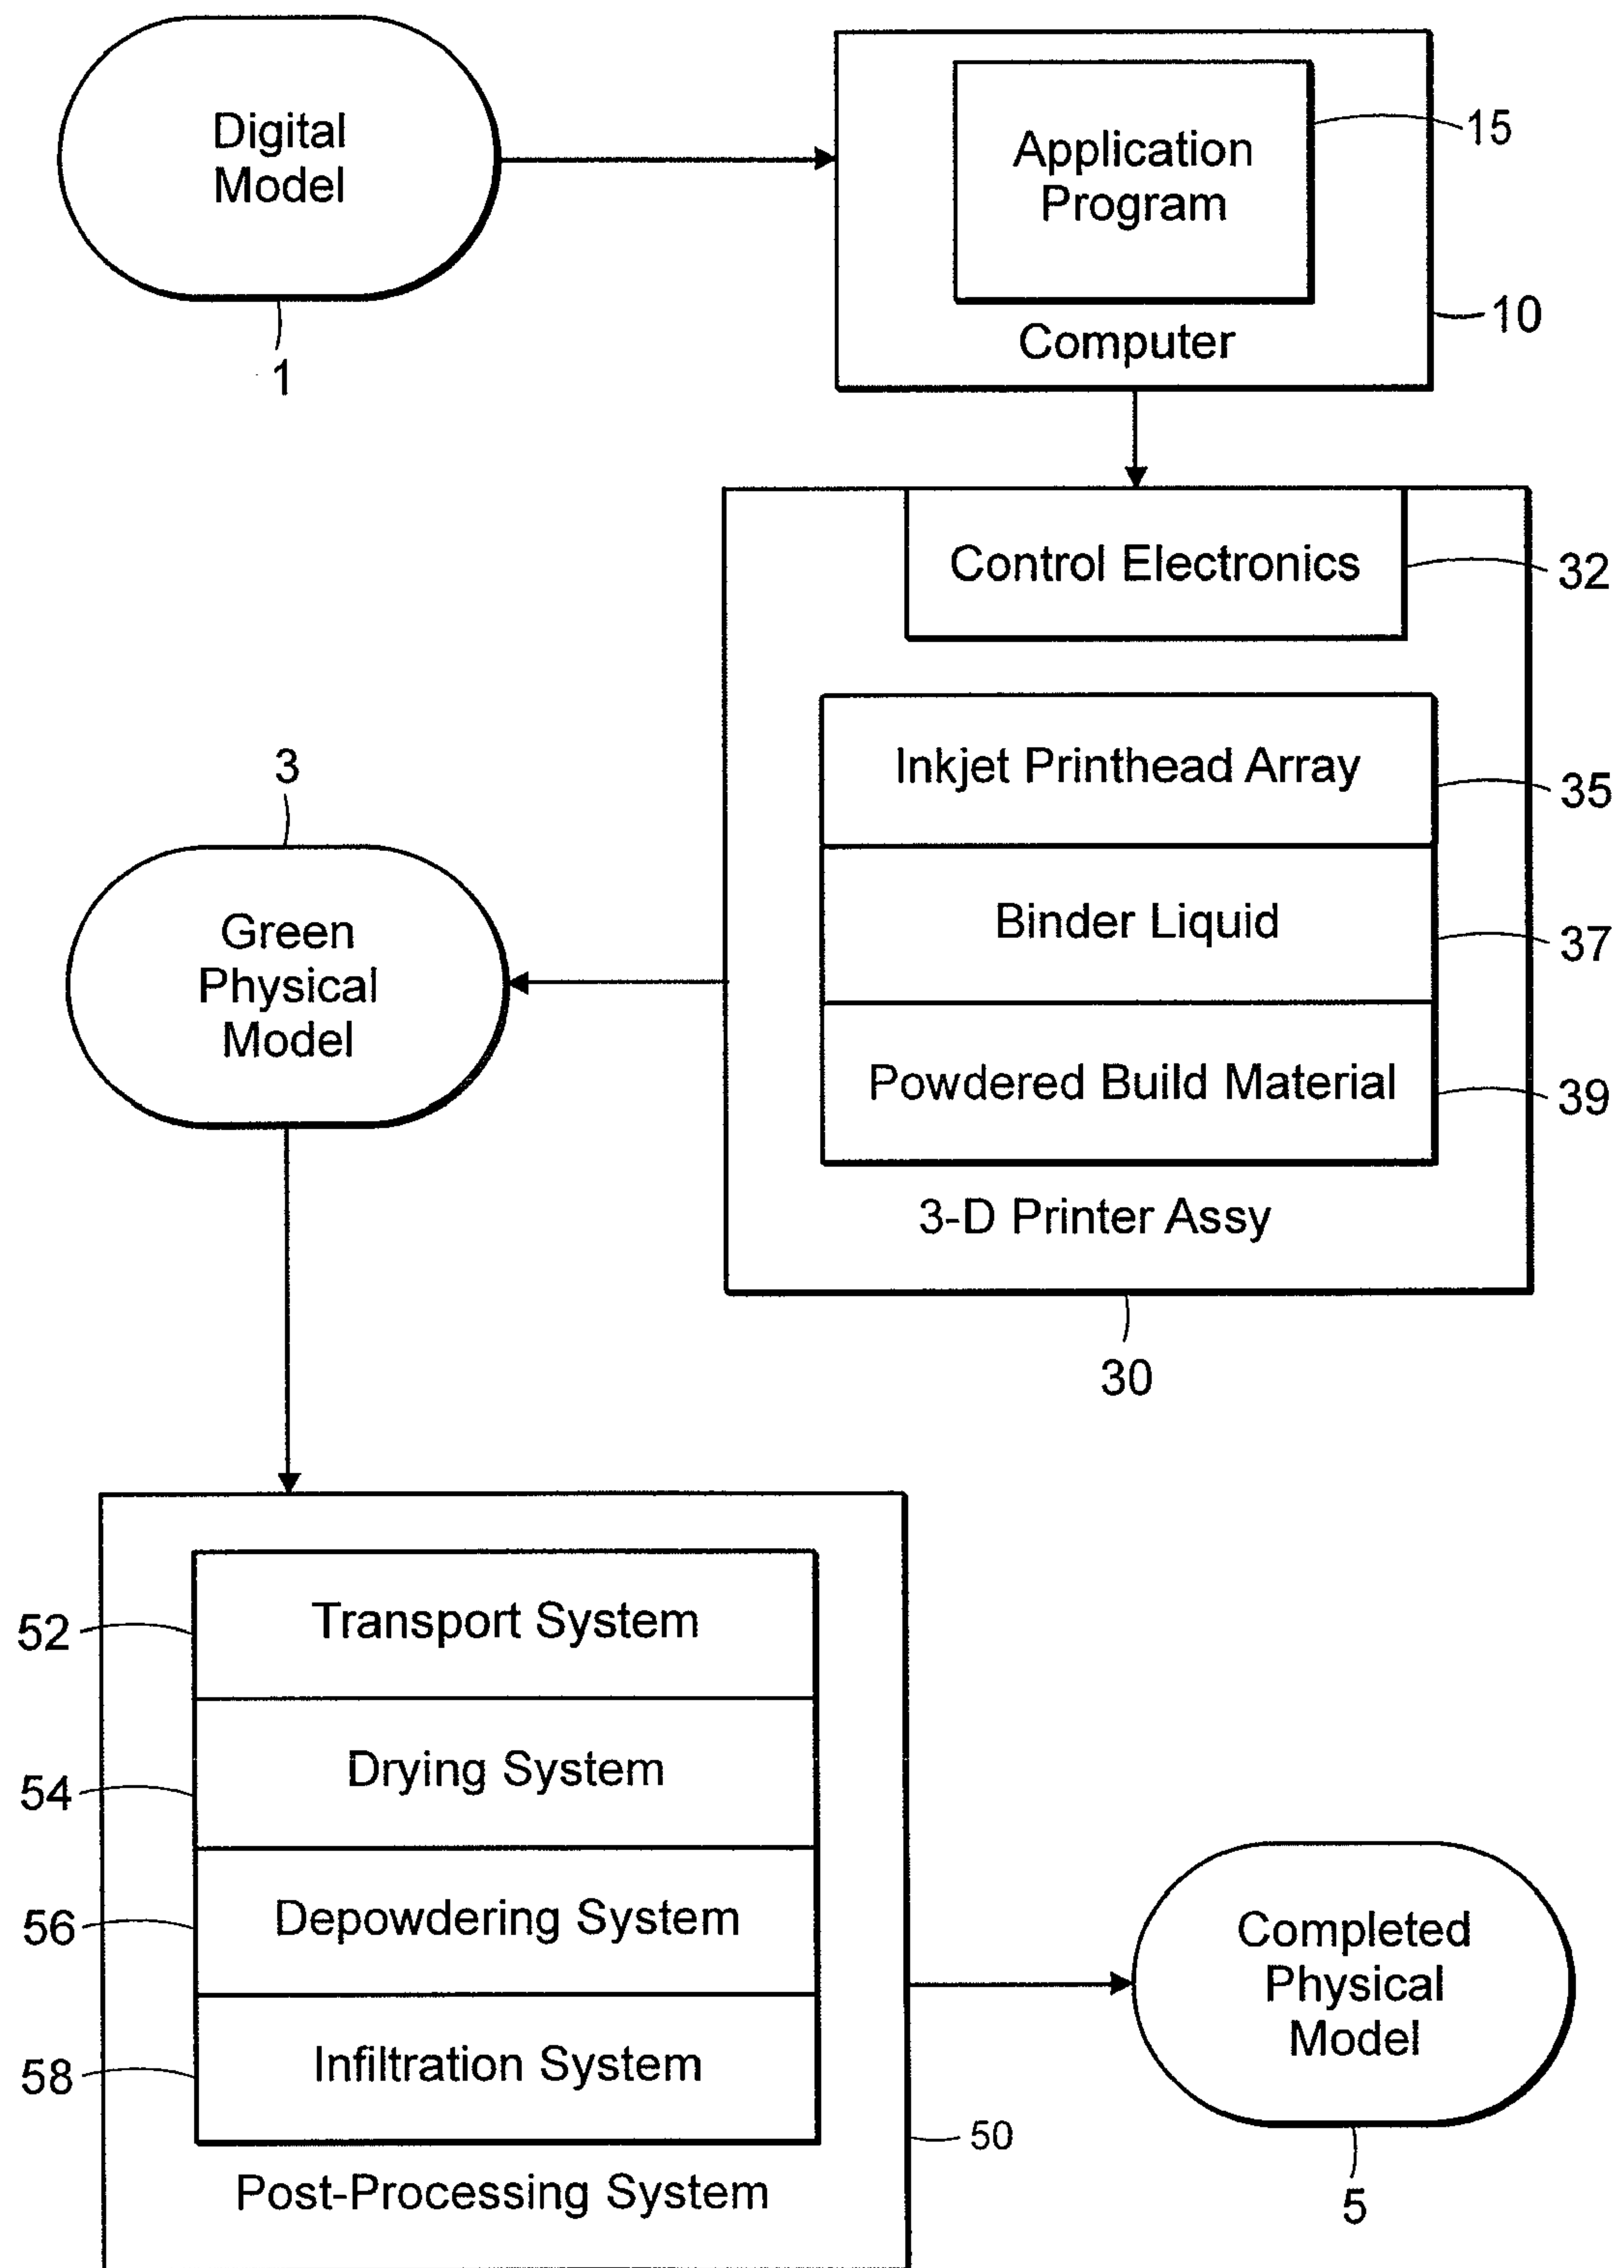 Digital
Model
1
Application
Program
15
Computer
10
Control Electronics
32
Inkjet Printhead Array
35
Binder Liquid
37
Powdered Build Material
39
3-D Printer Assy
30
3
Green
Physical
Model
52
Transport System
54
Drying System
56
Depowdering System
58
Infiltration System
Post-Processing System
50
Completed
Physical
Model
5